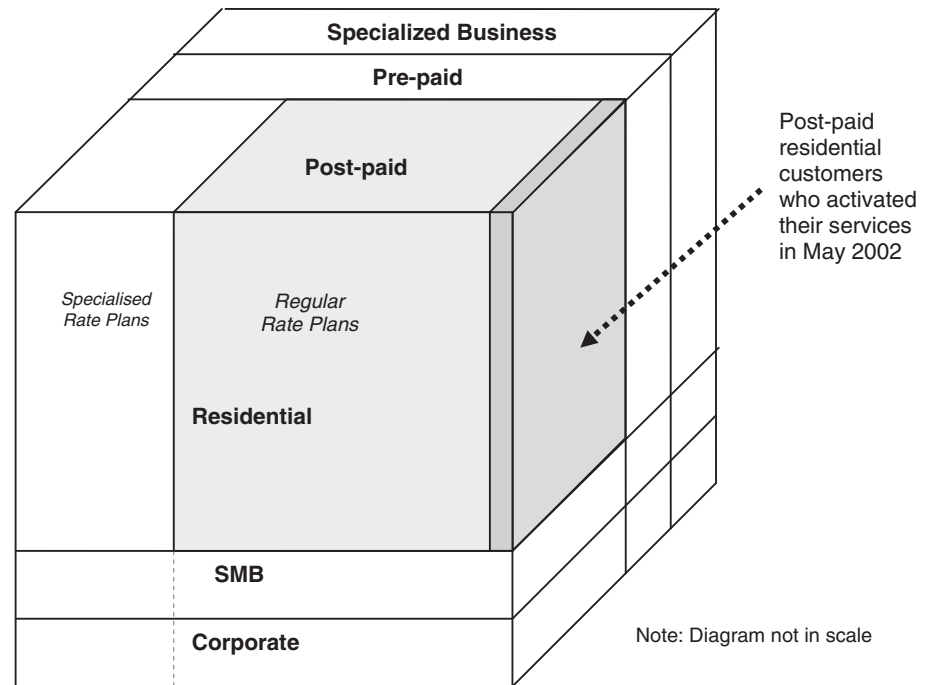 Specialized Business
Pre-paid
Post-paid
Post-paid
residential
customers
who activated
their services
in May 2002
Specialised
Rate Plans
Regular
Rate Plans
Residential
SMB
Corporate
Note: Diagram not in scale